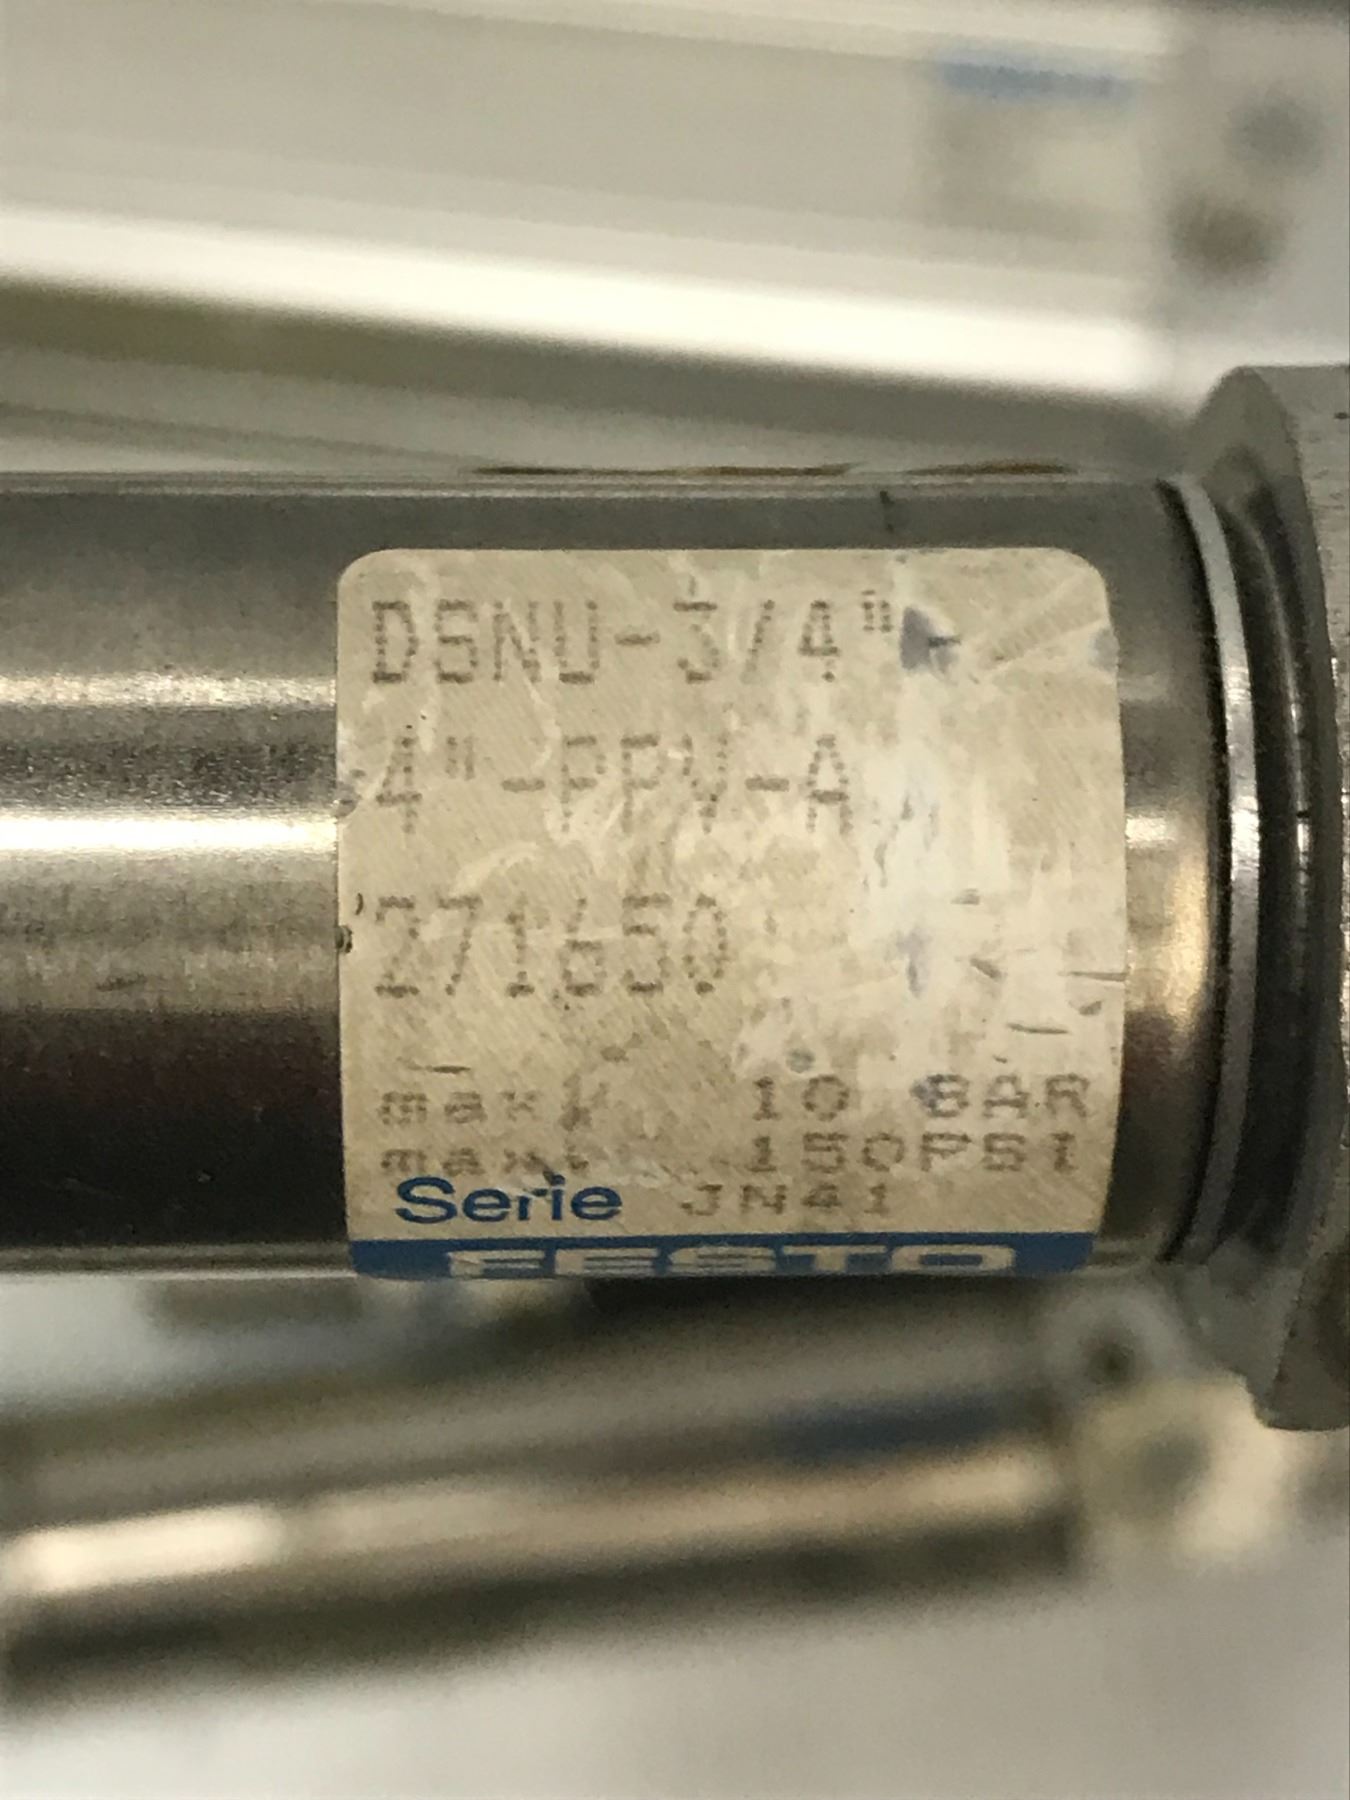 DSNU-3/4"
4"-PPV-A
271650
max. 10 BAR
max. 150PSI
Serie JN41
FESTO